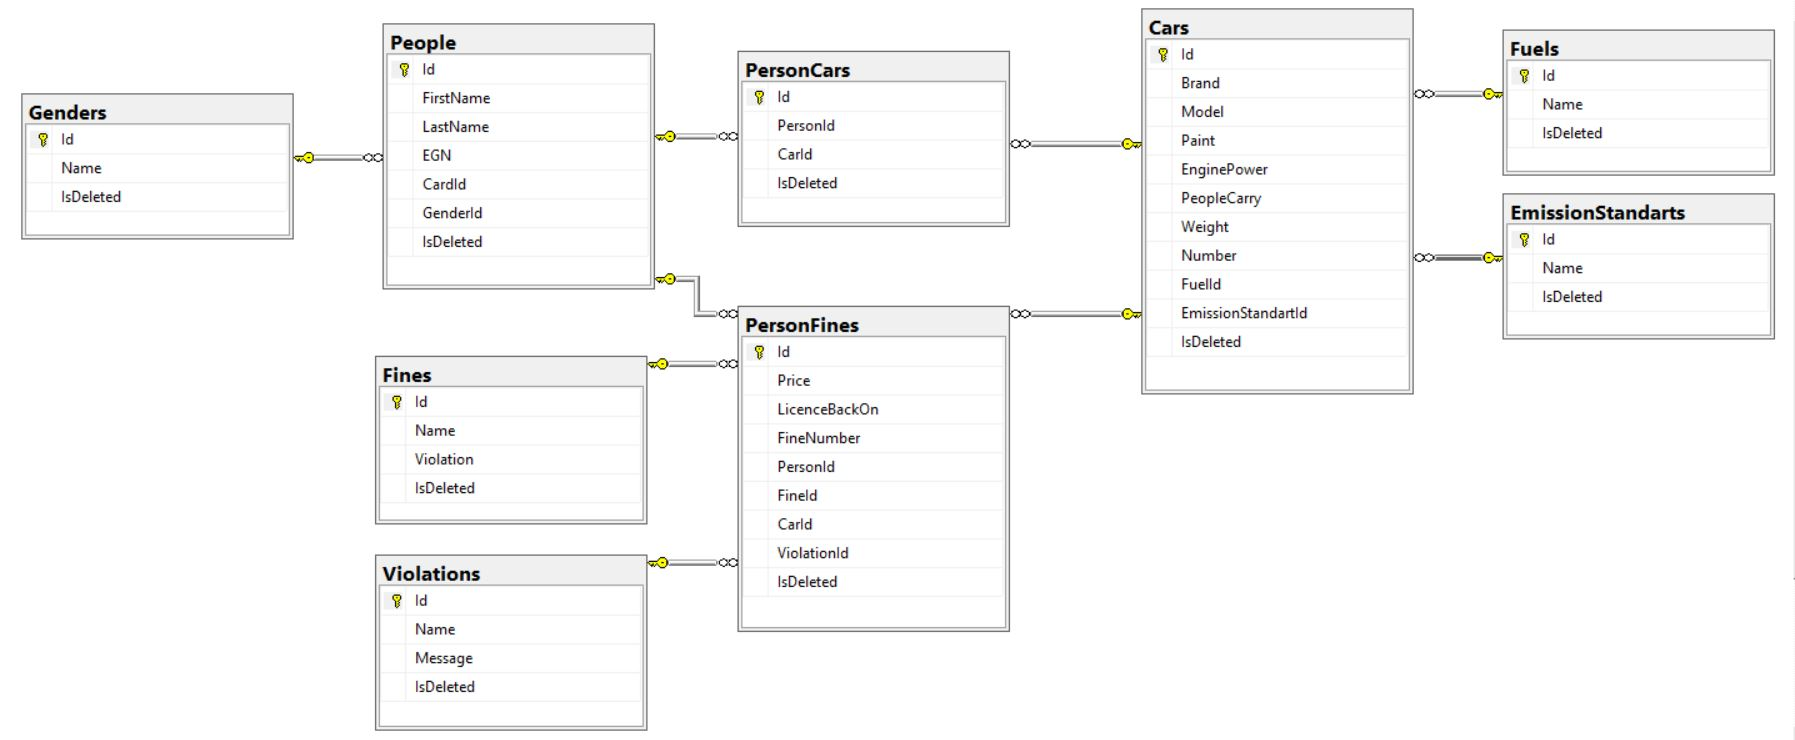 Genders
Id
Name
IsDeleted
People
Id
FirstName
LastName
EGN
CardId
GenderId
IsDeleted
PersonCars
Id
PersonId
CarId
IsDeleted
Cars
Id
Brand
Model
Paint
EnginePower
PeopleCarry
Weight
Number
FuelId
EmissionStandartId
IsDeleted
Fuels
Id
Name
IsDeleted
EmissionStandarts
Id
Name
IsDeleted
Fines
Id
Name
Violation
IsDeleted
PersonFines
Id
Price
LicenceBackOn
FineNumber
PersonId
FineId
CarId
ViolationId
IsDeleted
Violations
Id
Name
Message
IsDeleted